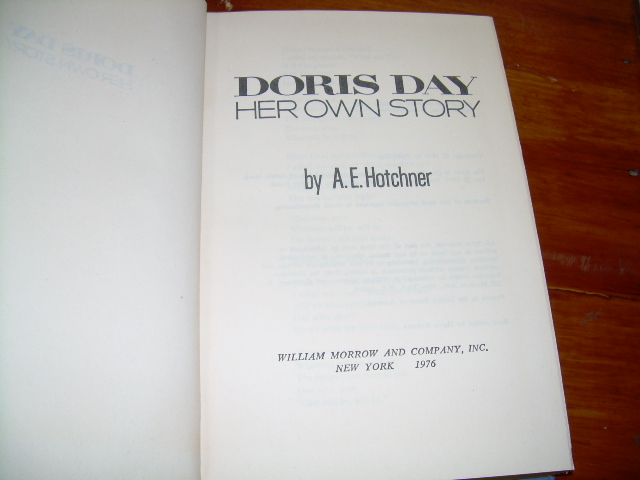 DORIS DAY
HER OWN STORY
by A.E. Hotchner
WILLIAM MORROW AND COMPANY, INC.
NEW YORK 1976